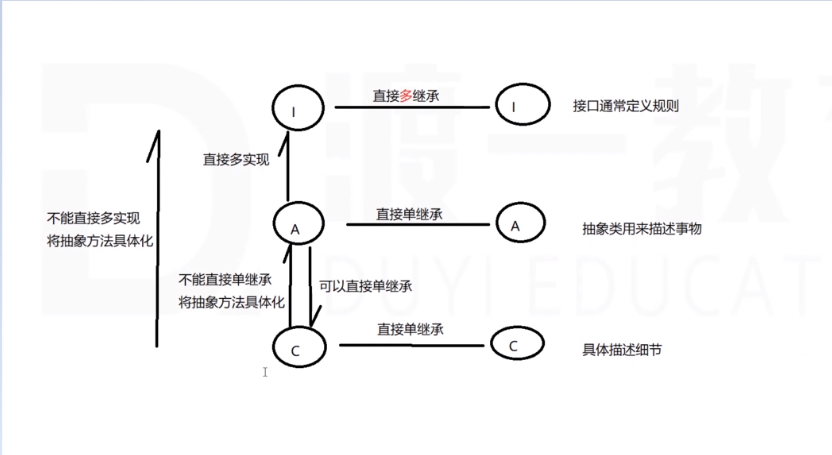 I
直接多继承
I
接口通常定义规则
直接多实现
不能直接多实现
将抽象方法具体化
A
直接单继承
A
抽象类用来描述事物
不能直接单继承
将抽象方法具体化
可以直接单继承
C
直接单继承
C
具体描述细节
渡一教育
DUYI EDUCAT